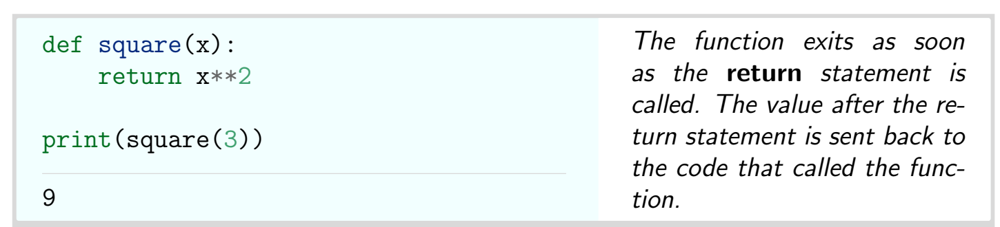 def square(x):
    return x**2
print(square(3))
9
The function exits as soon
as the return statement is
called. The value after the re-
turn statement is sent back to
the code that called the func-
tion.